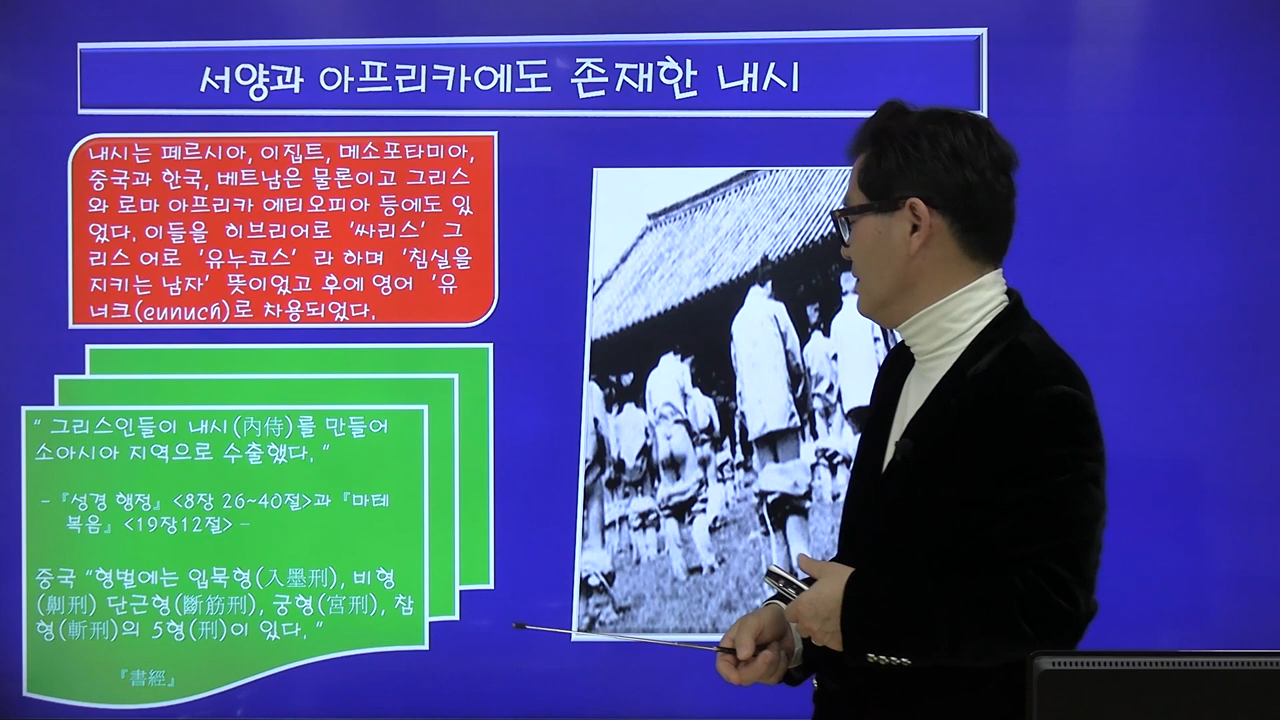 서양과 아프리카에도 존재한 내시
내시는 페르시아, 이집트, 메소포타미아,
중국과 한국, 베트남은 물론이고 그리스
와 로마 아프리카 에티오피아 등에도 있
었다. 이들을 히브리어로 '싸리스' 그
리스 어로 '유누코스' 라 하며 '침실을
지키는 남자' 뜻이었고 후에 영어 '유
너크(eunuch)로 차용되었다.
" 그리스인들이 내시(內侍)를 만들어
소아시아 지역으로 수출했다. "
-『성경 행정』<8장 26~40절>과『마테
복음』<19장12절> -
중국 "형벌에는 입묵형(入墨刑), 비형
(劓刑) 단근형(斷筋刑), 궁형(宮刑), 참
형(斬刑)의 5형(刑)이 있다. "
『書經』